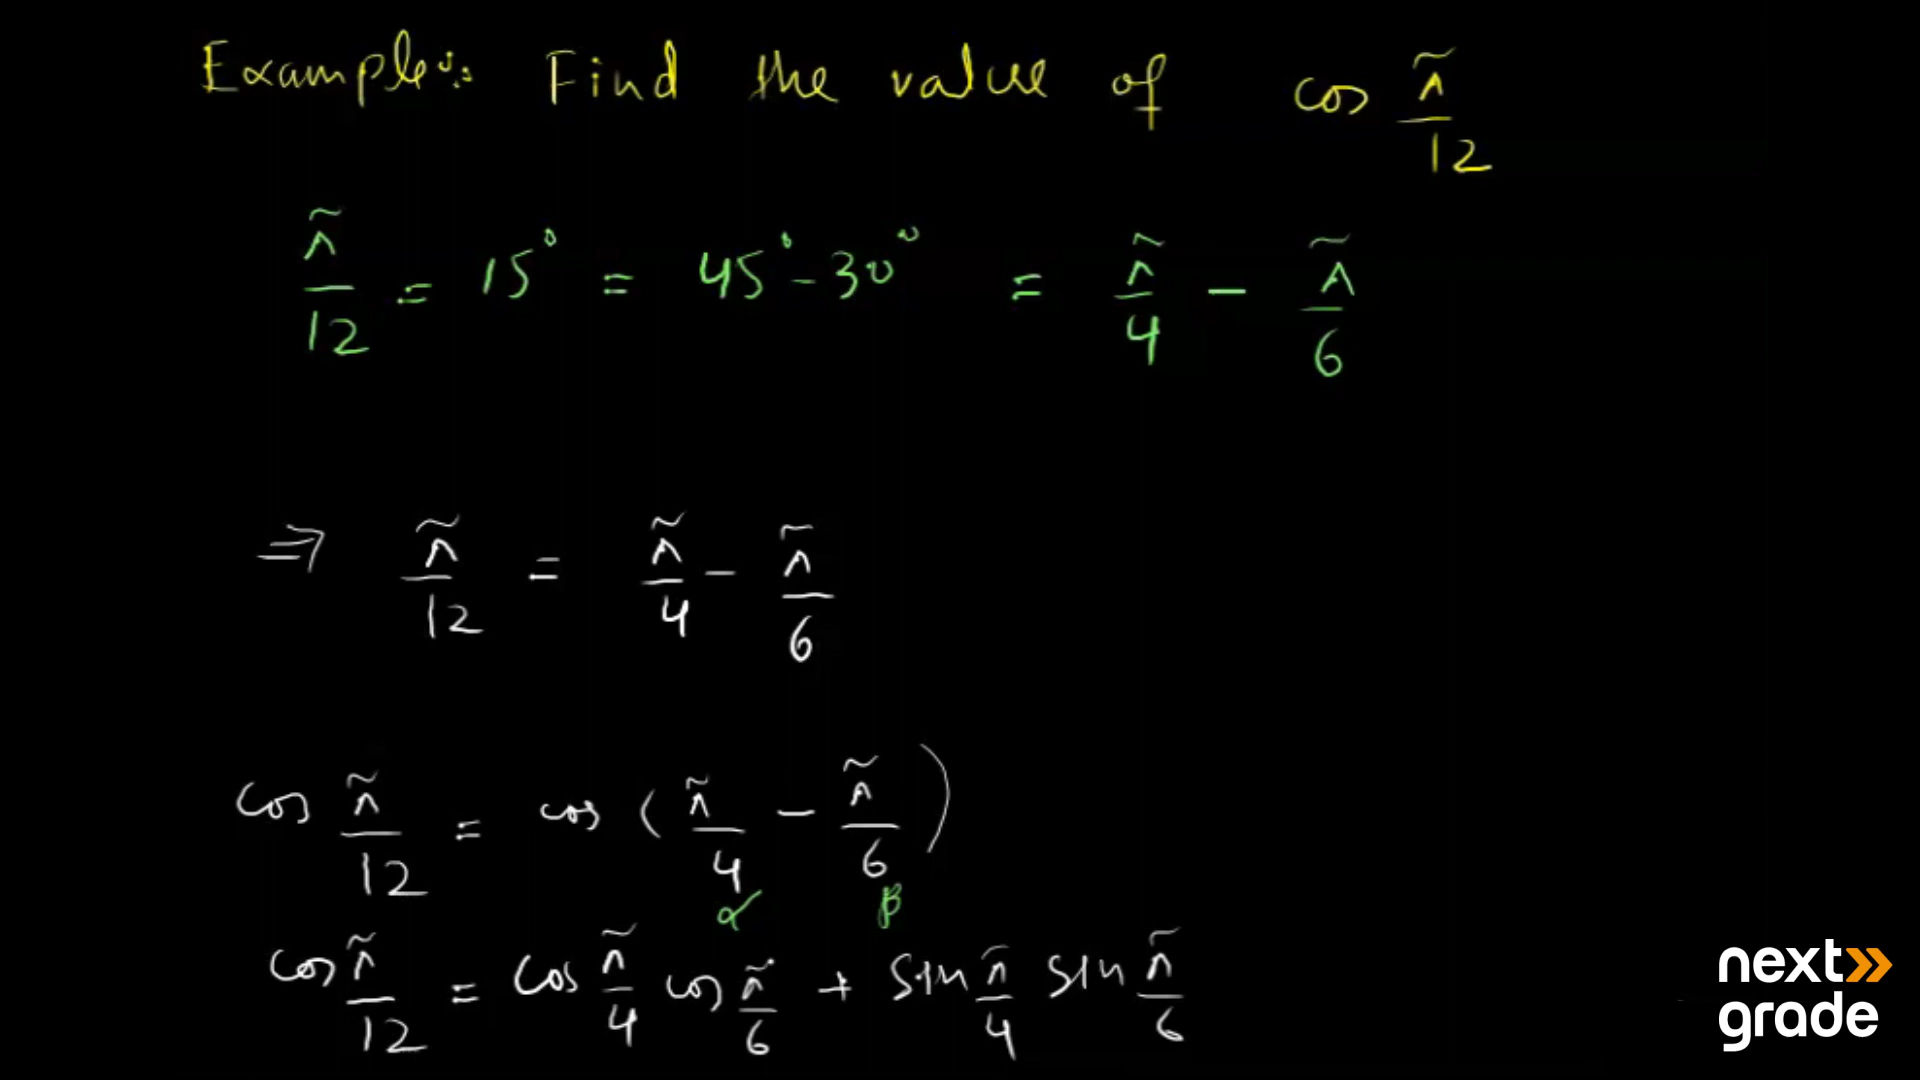 Example:: Find the value of cos π/12
π/12 = 15° = 45° - 30° = π/4 - π/6
⇒ π/12 = π/4 - π/6
cos π/12 = cos (π/4 - π/6)
α β
cos π/12 = cos π/4 cos π/6 + sin π/4 sin π/6
next
grade